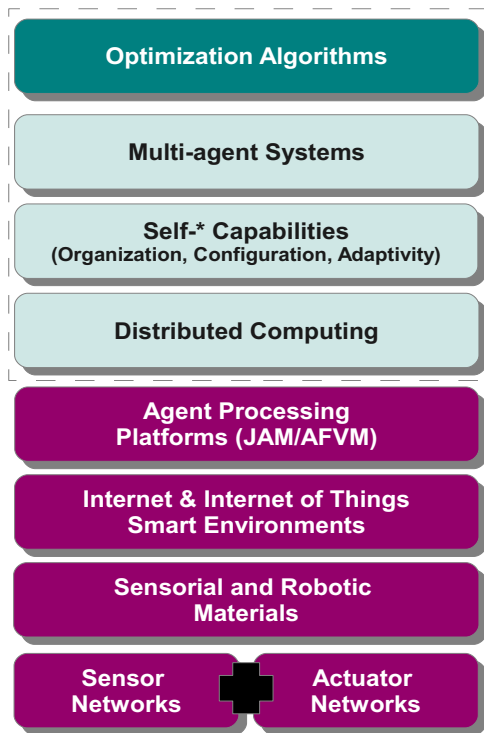 Optimization Algorithms
Multi-agent Systems
Self-* Capabilities
(Organization, Configuration, Adaptivity)
Distributed Computing
Agent Processing
Platforms (JAM/AFVM)
Internet & Internet of Things
Smart Environments
Sensorial and Robotic
Materials
Sensor
Networks
Actuator
Networks